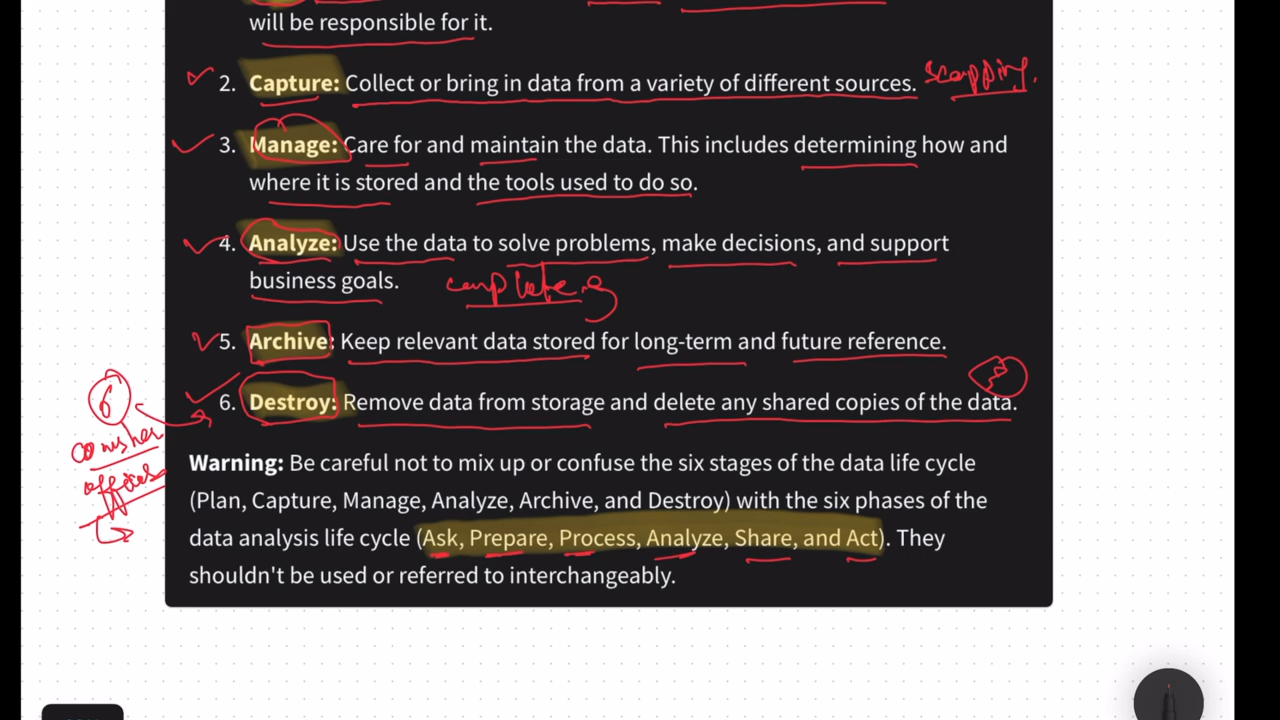 will be responsible for it.
2. Capture: Collect or bring in data from a variety of different sources.
scapping.
3. Manage: Care for and maintain the data. This includes determining how and
where it is stored and the tools used to do so.
4. Analyze: Use the data to solve problems, make decisions, and support
business goals.
5. Archive: Keep relevant data stored for long-term and future reference.
6. Destroy: Remove data from storage and delete any shared copies of the data.
6
Warning: Be careful not to mix up or confuse the six stages of the data life cycle
(Plan, Capture, Manage, Analyze, Archive, and Destroy) with the six phases of the
data analysis life cycle (Ask, Prepare, Process, Analyze, Share, and Act). They
shouldn't be used or referred to interchangeably.